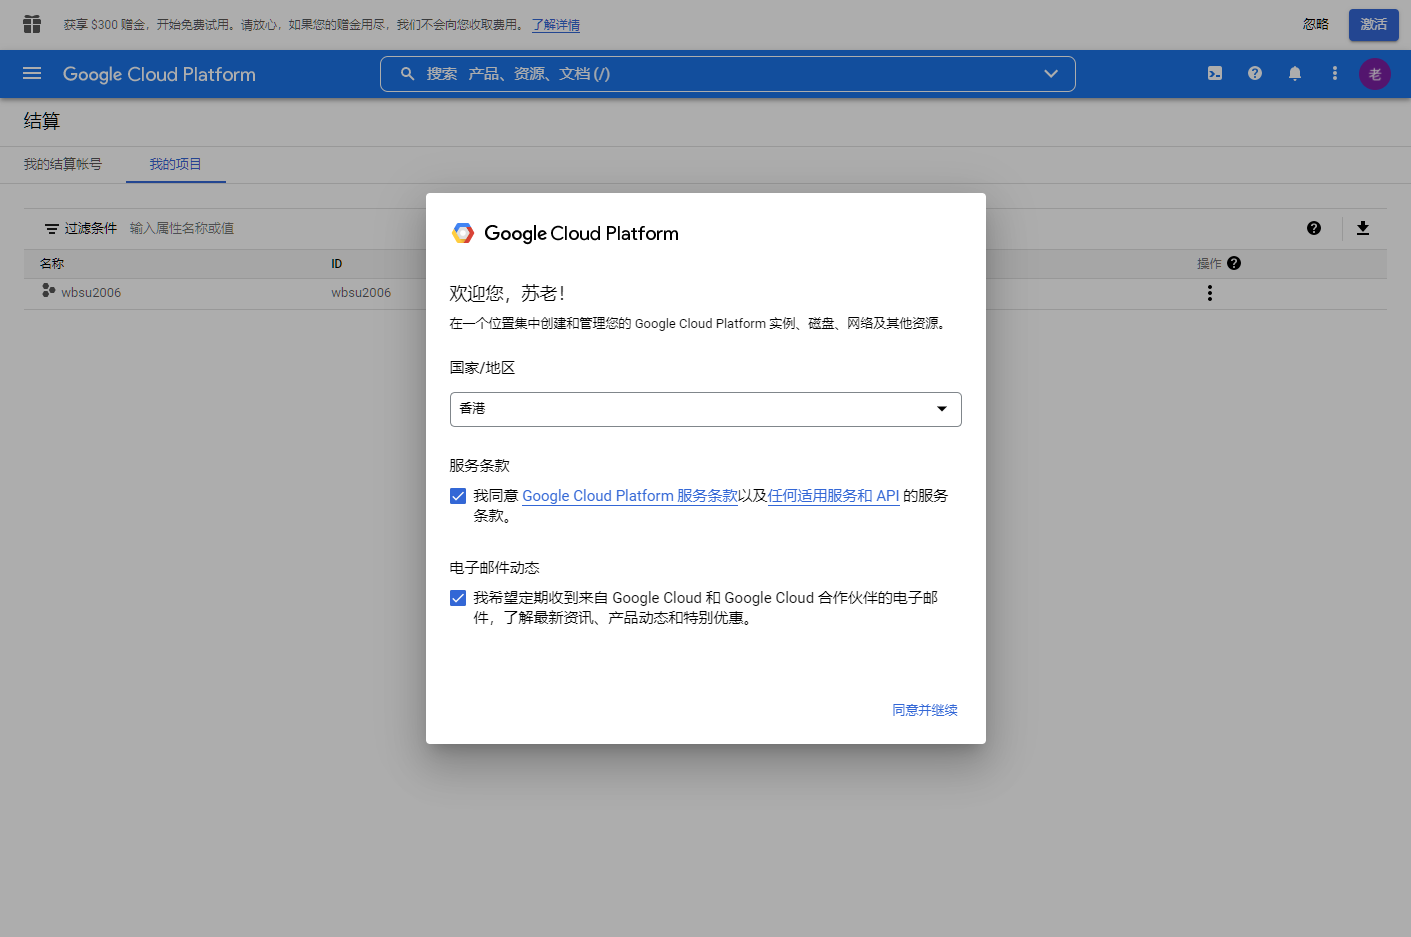 获享 $300 赠金，开始免费试用。请放心，如果您的赠金用尽，我们不会向您收取费用。 了解详情
忽略
激活
Google Cloud Platform
搜索 产品、资源、文档 (/)
老
结算
我的结算帐号
我的项目
过滤条件 输入属性名称或值
名称
ID
操作
wbsu2006
wbsu2006
Google Cloud Platform
欢迎您，苏老！
在一个位置集中创建和管理您的 Google Cloud Platform 实例、磁盘、网络及其他资源。
国家/地区
香港
服务条款
我同意 Google Cloud Platform 服务条款以及任何适用服务和 API 的服务
条款。
电子邮件动态
我希望定期收到来自 Google Cloud 和 Google Cloud 合作伙伴的电子邮
件，了解最新资讯、产品动态和特别优惠。
同意并继续